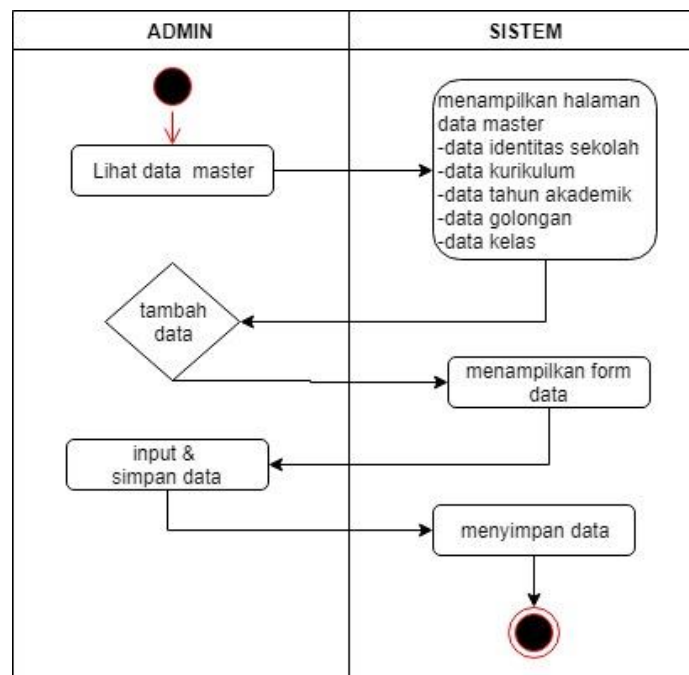 ADMIN
SISTEM
Lihat data master
menampilkan halaman
data master
-data identitas sekolah
-data kurikulum
-data tahun akademik
-data golongan
-data kelas
tambah
data
menampilkan form
data
input &
simpan data
menyimpan data